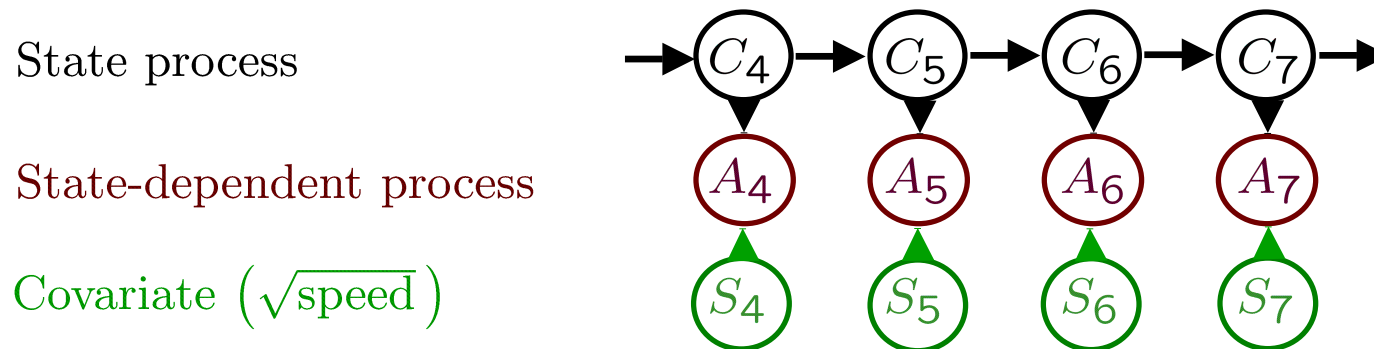 State process C₄ C₅ C₆ C₇
State-dependent process A₄ A₅ A₆ A₇
Covariate (√speed) S₄ S₅ S₆ S₇